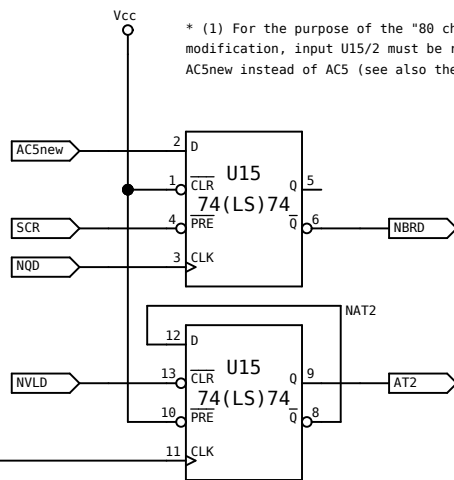 Vcc
* (1) For the purpose of the "80 ch
modification, input U15/2 must be
AC5new instead of AC5 (see also the
AC5new
2
D
U15
Q
5
1
CLR
74(LS)74
SCR
4
PRE
Q
6
NBRD
NQD
3
CLK
NAT2
12
D
U15
NVLD
13
CLR
Q
9
AT2
74(LS)74
10
PRE
Q
8
11
CLK